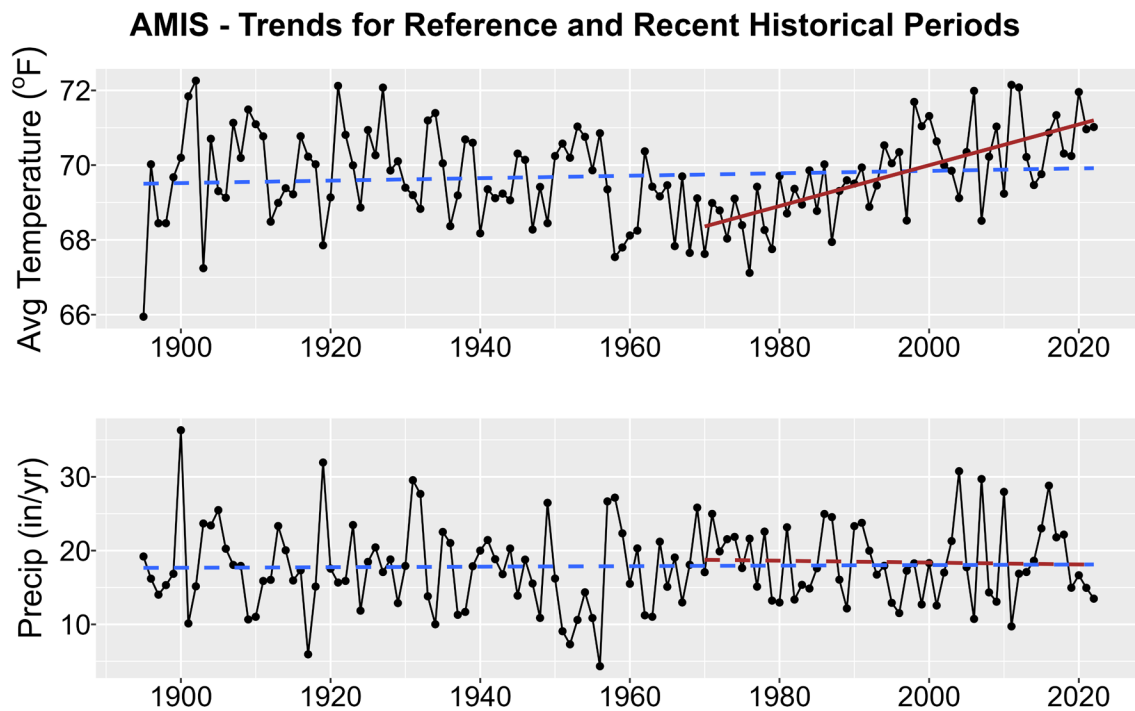 AMIS - Trends for Reference and Recent Historical Periods
Avg Temperature (°F)
72
70
68
66
1900 1920 1940 1960 1980 2000 2020
Precip (in/yr)
30
20
10
1900 1920 1940 1960 1980 2000 2020